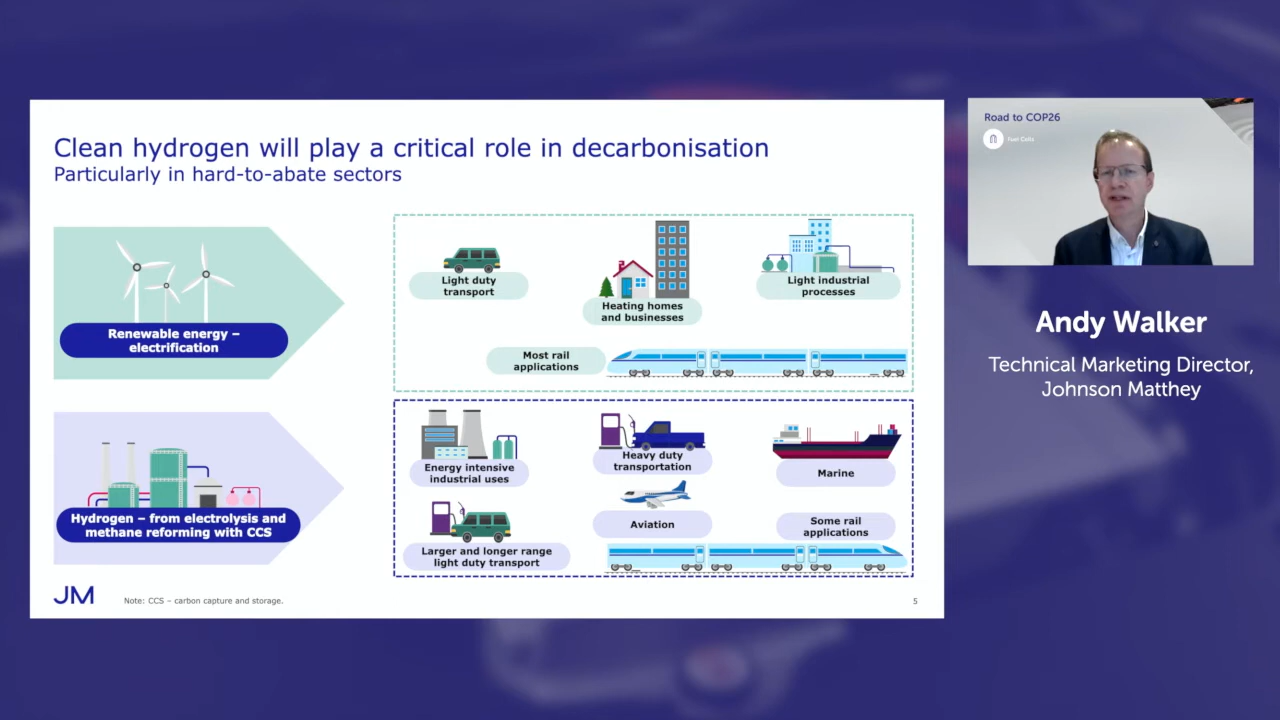 Clean hydrogen will play a critical role in decarbonisation
Particularly in hard-to-abate sectors
Renewable energy –
electrification
Light duty
transport
Heating homes
and businesses
Light industrial
processes
Most rail
applications
Hydrogen – from electrolysis and
methane reforming with CCS
Energy intensive
industrial uses
Heavy duty
transportation
Marine
Aviation
Some rail
applications
Larger and longer range
light duty transport
JM
Note: CCS – carbon capture and storage.
5
Road to COP26
Fuel Cells
Andy Walker
Technical Marketing Director,
Johnson Matthey